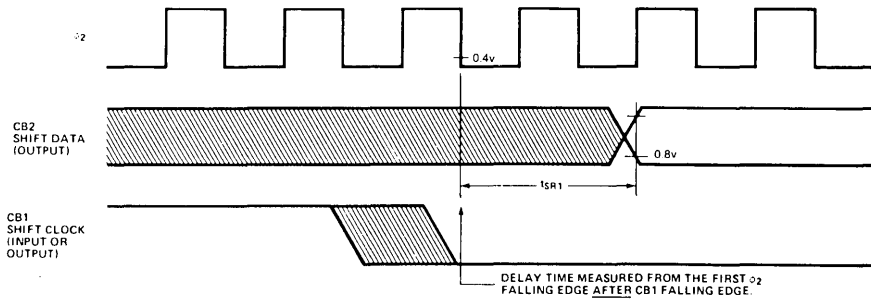 φ2
0.4v
CB2
SHIFT DATA
(OUTPUT)
0.8v
tSR1
CB1
SHIFT CLOCK
(INPUT OR
OUTPUT)
DELAY TIME MEASURED FROM THE FIRST φ2
FALLING EDGE AFTER CB1 FALLING EDGE.